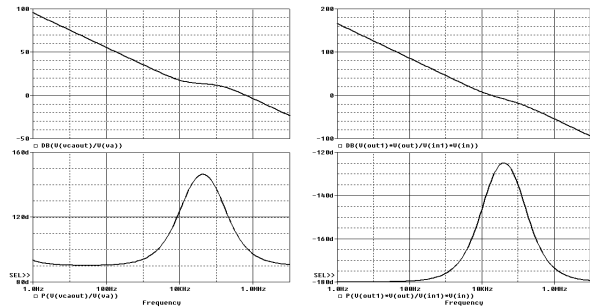 100
50
0
-50
□ DB(V(vcaout)/V(va))
160d
120d
80d
SEL>>
1.0Hz 100Hz 10KHz 1.0MHz
□ P(V(vcaout)/V(va))
Frequency
200
100
0
-100
□ DB(V(out1)*V(out)/V(in1)*V(in))
-120d
-140d
-160d
-180d
SEL>>
1.0Hz 100Hz 10KHz 1.0MHz
□ P(V(out1)*V(out)/V(in1)*V(in))
Frequency